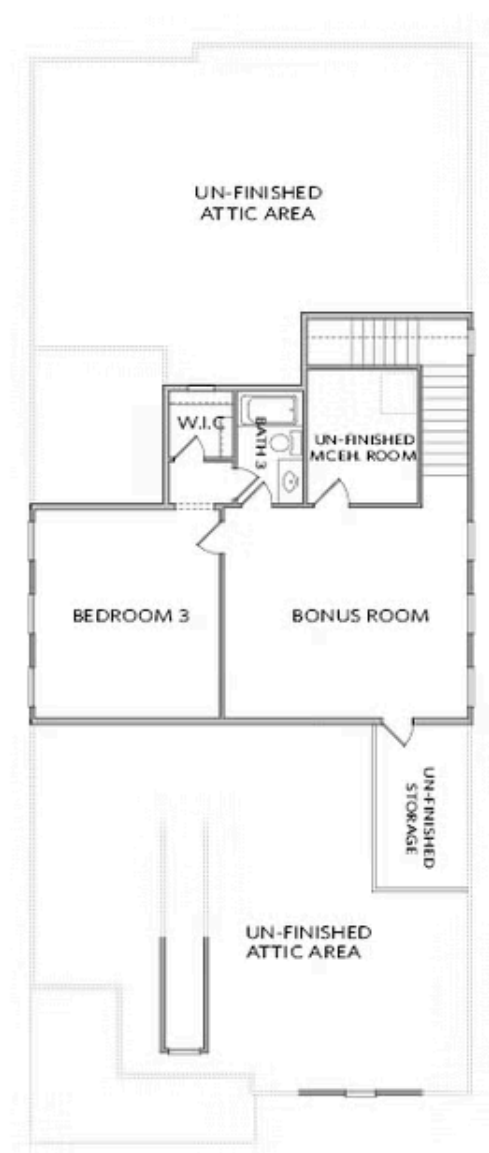 UN-FINISHED
ATTIC AREA
W.I.C
BATH 3
UN-FINISHED
MCEH. ROOM
BEDROOM 3
BONUS ROOM
UN-FINISHED
STORAGE
UN-FINISHED
ATTIC AREA